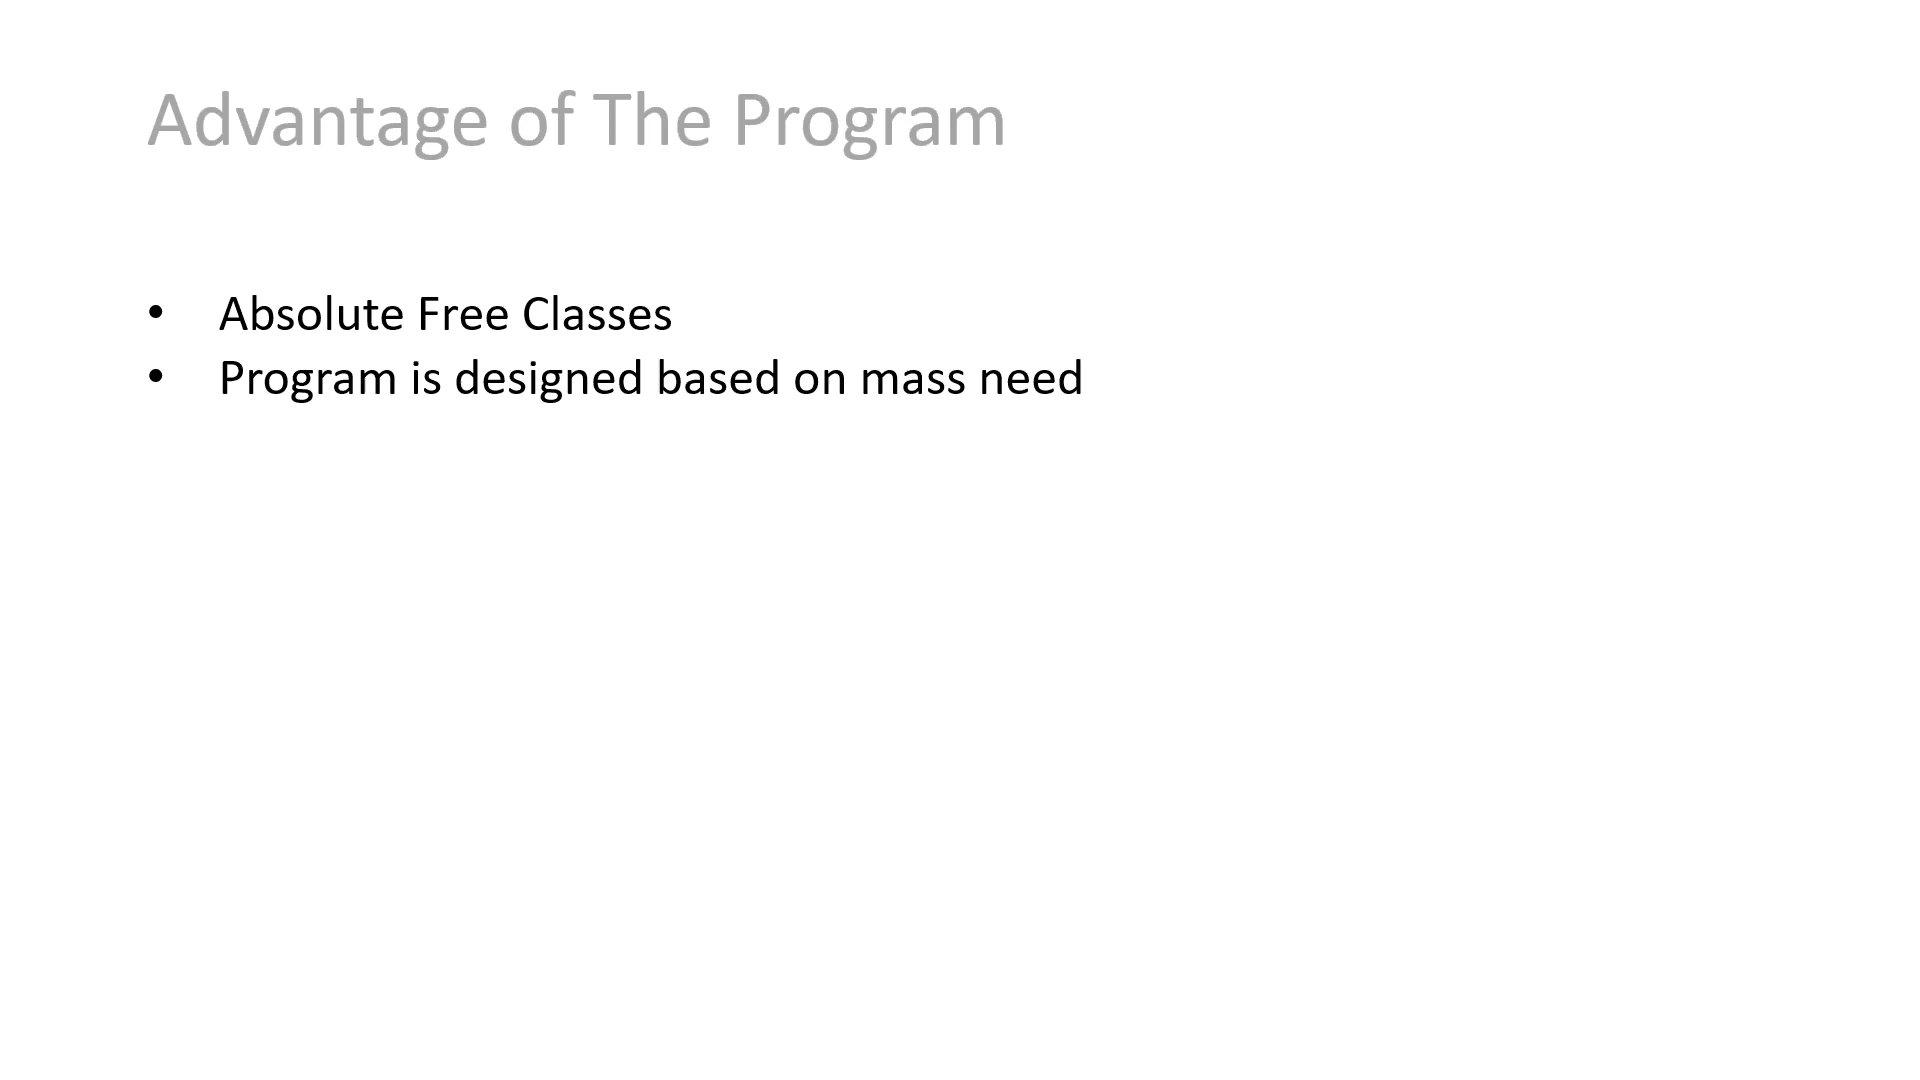 Advantage of The Program
• Absolute Free Classes
• Program is designed based on mass need